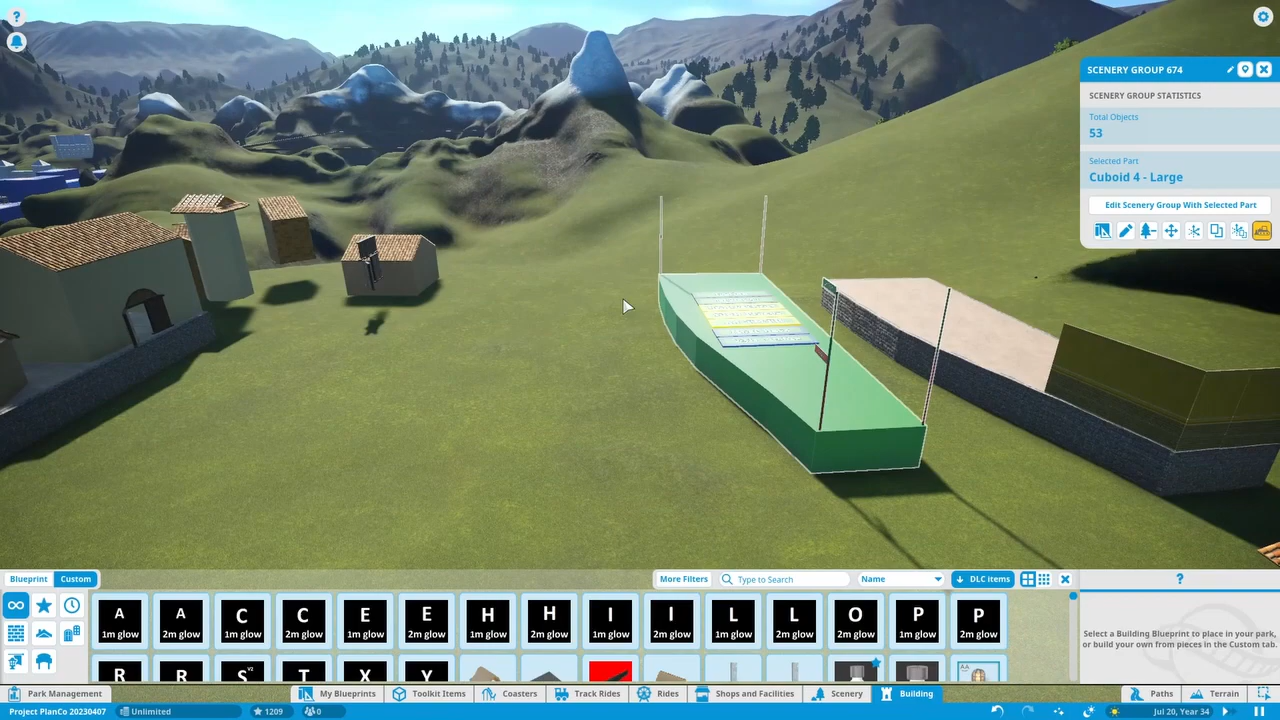 ?
SCENERY GROUP 674
SCENERY GROUP STATISTICS
Total Objects
53
Selected Part
Cuboid 4 - Large
Edit Scenery Group With Selected Part
Blueprint Custom
More Filters Type to Search Name DLC items
?
A 1m glow
A 2m glow
C 1m glow
C 2m glow
E 1m glow
E 2m glow
H 1m glow
H 2m glow
I 1m glow
I 2m glow
L 1m glow
L 2m glow
O 2m glow
P 1m glow
P 2m glow
R R S V2 T X Y AA
Select a Building Blueprint to place in your park,
or build your own from pieces in the Custom tab.
Park Management My Blueprints Toolkit Items Coasters Track Rides Rides Shops and Facilities Scenery Building Paths Terrain
Project PlanCo 20230407 Unlimited 1209 0 Jul 20, Year 34